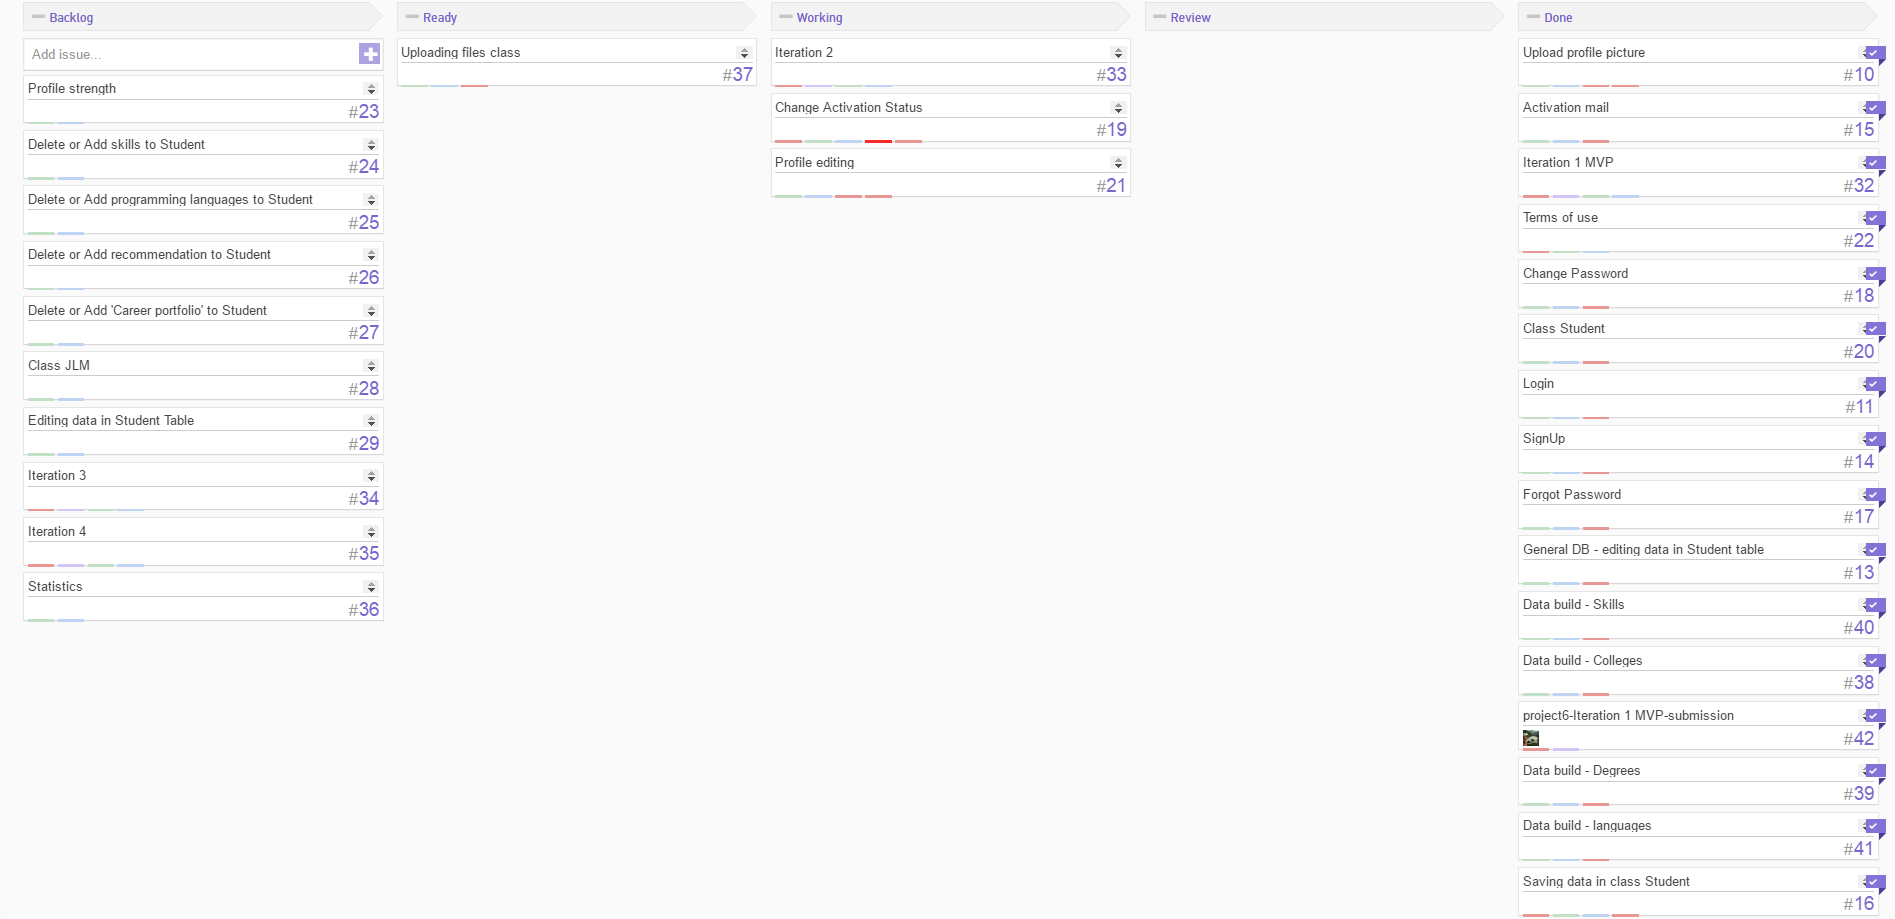 Backlog
Add issue...
Profile strength
#23
Delete or Add skills to Student
#24
Delete or Add programming languages to Student
#25
Delete or Add recommendation to Student
#26
Delete or Add 'Career portfolio' to Student
#27
Class JLM
#28
Editing data in Student Table
#29
Iteration 3
#34
Iteration 4
#35
Statistics
#36
Ready
Uploading files class
#37
Working
Iteration 2
#33
Change Activation Status
#19
Profile editing
#21
Review
Done
Upload profile picture
#10
Activation mail
#15
Iteration 1 MVP
#32
Terms of use
#22
Change Password
#18
Class Student
#20
Login
#11
SignUp
#14
Forgot Password
#17
General DB - editing data in Student table
#13
Data build - Skills
#40
Data build - Colleges
#38
project6-Iteration 1 MVP-submission
#42
Data build - Degrees
#39
Data build - languages
#41
Saving data in class Student
#16